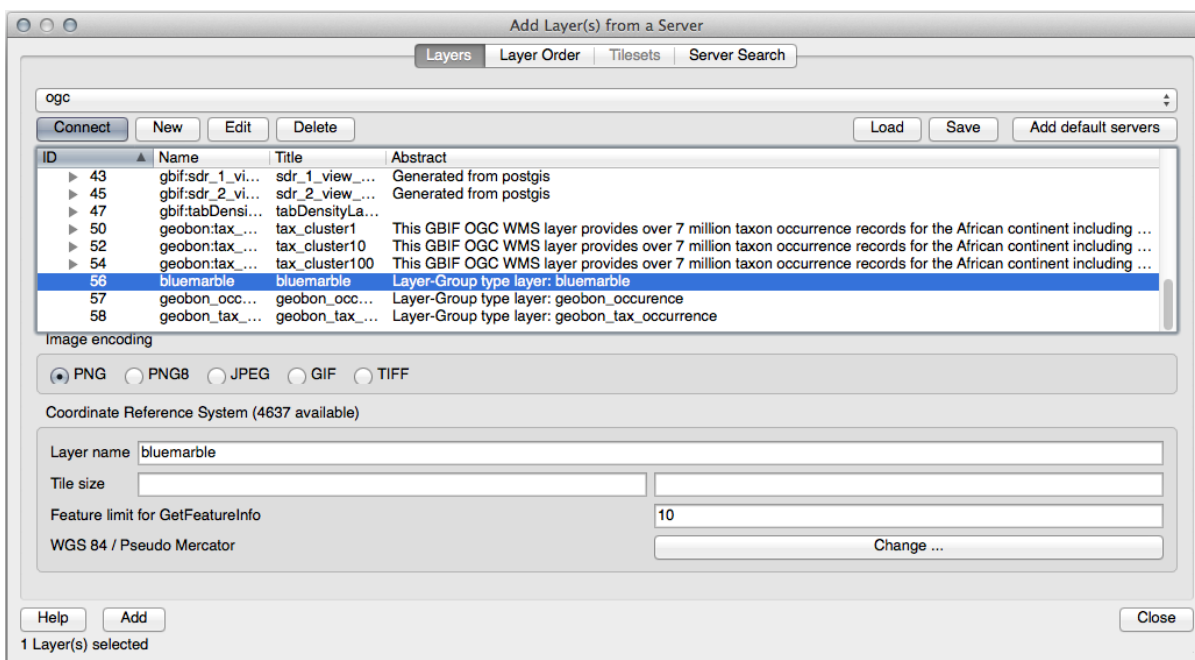 Add Layer(s) from a Server
Layers Layer Order Tilesets Server Search
ogc
Connect New Edit Delete Load Save Add default servers
ID Name Title Abstract
43 gbif:sdr_1_vi... sdr_1_view_... Generated from postgis
45 gbif:sdr_2_vi... sdr_2_view_... Generated from postgis
47 gbif:tabDensi... tabDensityLa...
50 geobon:tax_... tax_cluster1 This GBIF OGC WMS layer provides over 7 million taxon occurrence records for the African continent including ...
52 geobon:tax_... tax_cluster10 This GBIF OGC WMS layer provides over 7 million taxon occurrence records for the African continent including ...
54 geobon:tax_... tax_cluster100 This GBIF OGC WMS layer provides over 7 million taxon occurrence records for the African continent including ...
56 bluemarble bluemarble Layer-Group type layer: bluemarble
57 geobon_occ... geobon_occ... Layer-Group type layer: geobon_occurence
58 geobon_tax_... geobon_tax_... Layer-Group type layer: geobon_tax_occurrence
Image encoding
PNG PNG8 JPEG GIF TIFF
Coordinate Reference System (4637 available)
Layer name bluemarble
Tile size
Feature limit for GetFeatureInfo 10
WGS 84 / Pseudo Mercator Change ...
Help Add Close
1 Layer(s) selected